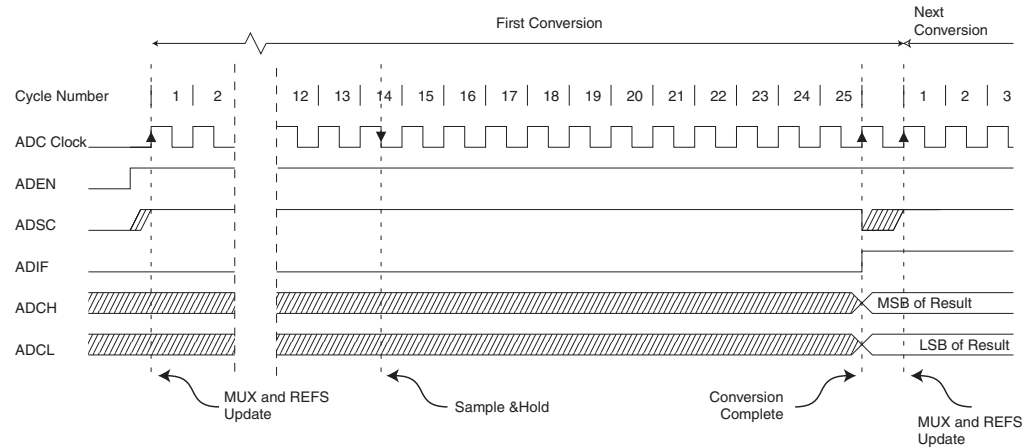 First Conversion
Next
Conversion
Cycle Number 1 2 12 13 14 15 16 17 18 19 20 21 22 23 24 25 1 2 3
ADC Clock
ADEN
ADSC
ADIF
ADCH MSB of Result
ADCL LSB of Result
MUX and REFS
Update
Sample &Hold
Conversion
Complete
MUX and REFS
Update